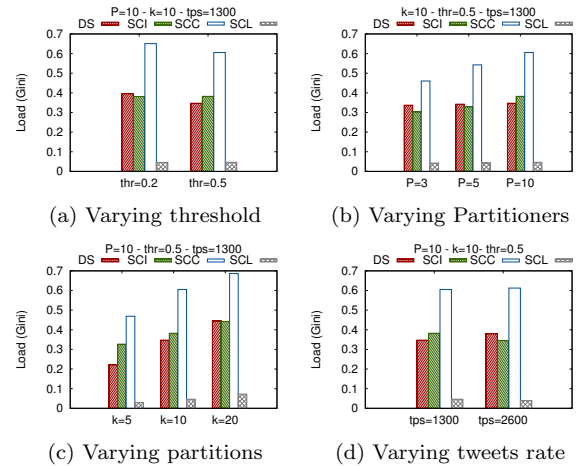 P=10 - k=10 - tps=1300
DS SCI SCC SCL
Load (Gini)
0.7
0.6
0.5
0.4
0.3
0.2
0.1
0
thr=0.2 thr=0.5
(a) Varying threshold
k=10 - thr=0.5 - tps=1300
DS SCI SCC SCL
Load (Gini)
0.7
0.6
0.5
0.4
0.3
0.2
0.1
0
P=3 P=5 P=10
(b) Varying Partitioners
P=10 - thr=0.5 - tps=1300
DS SCI SCC SCL
Load (Gini)
0.7
0.6
0.5
0.4
0.3
0.2
0.1
0
k=5 k=10 k=20
(c) Varying partitions
P=10 - k=10- thr=0.5
DS SCI SCC SCL
Load (Gini)
0.7
0.6
0.5
0.4
0.3
0.2
0.1
0
tps=1300 tps=2600
(d) Varying tweets rate